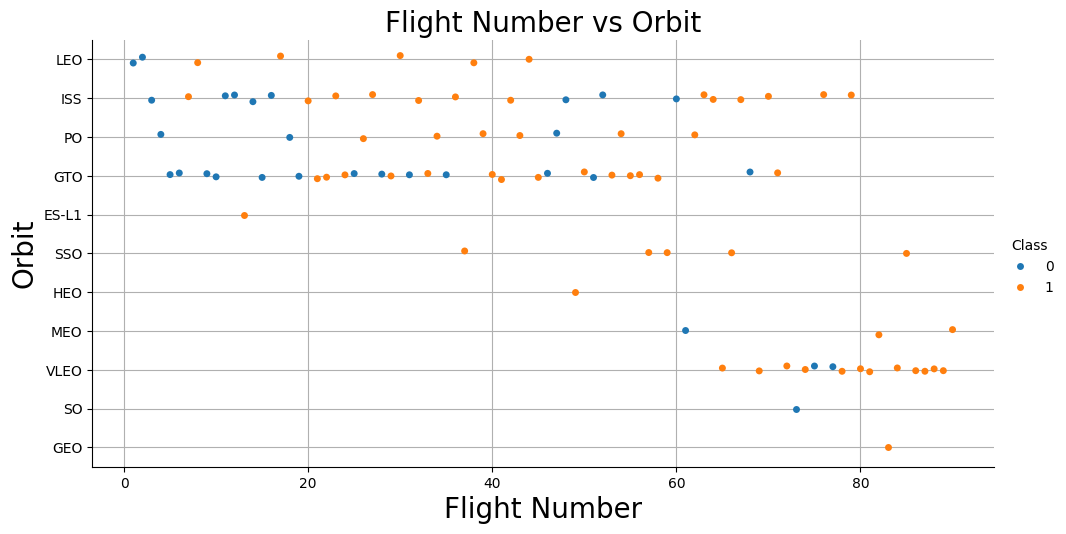 Flight Number vs Orbit
LEO
ISS
PO
GTO
ES-L1
SSO
HEO
MEO
VLEO
SO
GEO
Orbit
0 20 40 60 80
Flight Number
Class
0
1